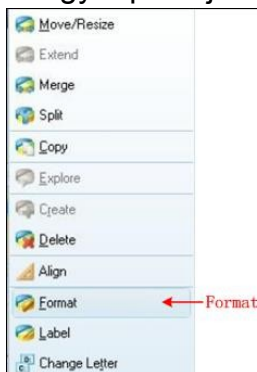 Move/Resize
Extend
Merge
Split
Copy
Explore
Create
Delete
Align
Format
Format
Label
Change Letter